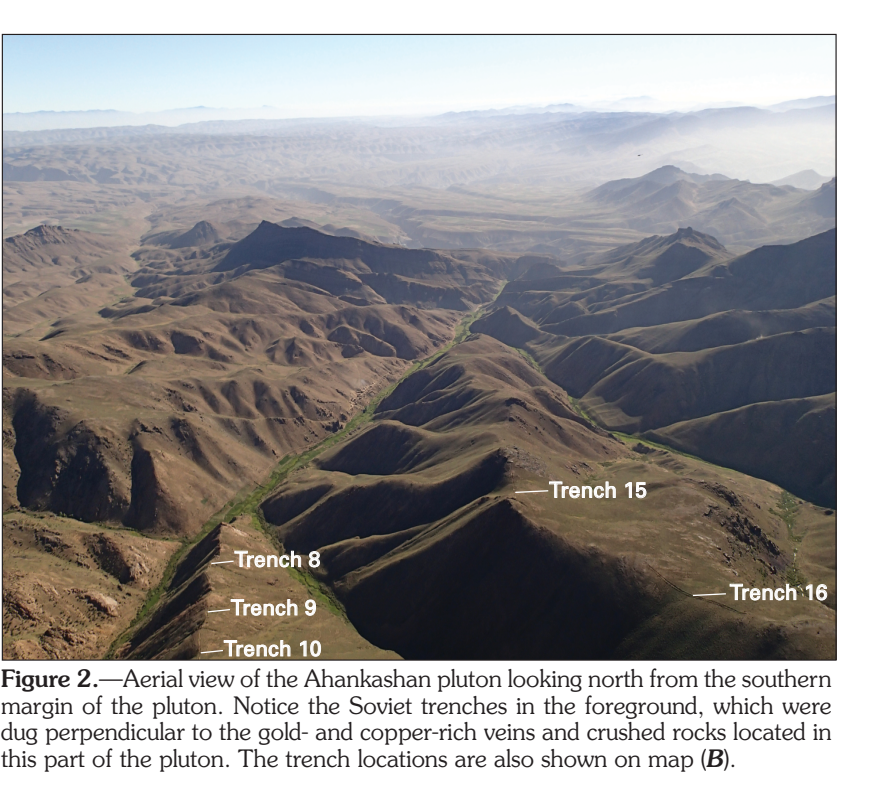 Trench 15
Trench 8
Trench 16
Trench 9
Trench 10
Figure 2.—Aerial view of the Ahankashan pluton looking north from the southern
margin of the pluton. Notice the Soviet trenches in the foreground, which were
dug perpendicular to the gold- and copper-rich veins and crushed rocks located in
this part of the pluton. The trench locations are also shown on map (B).